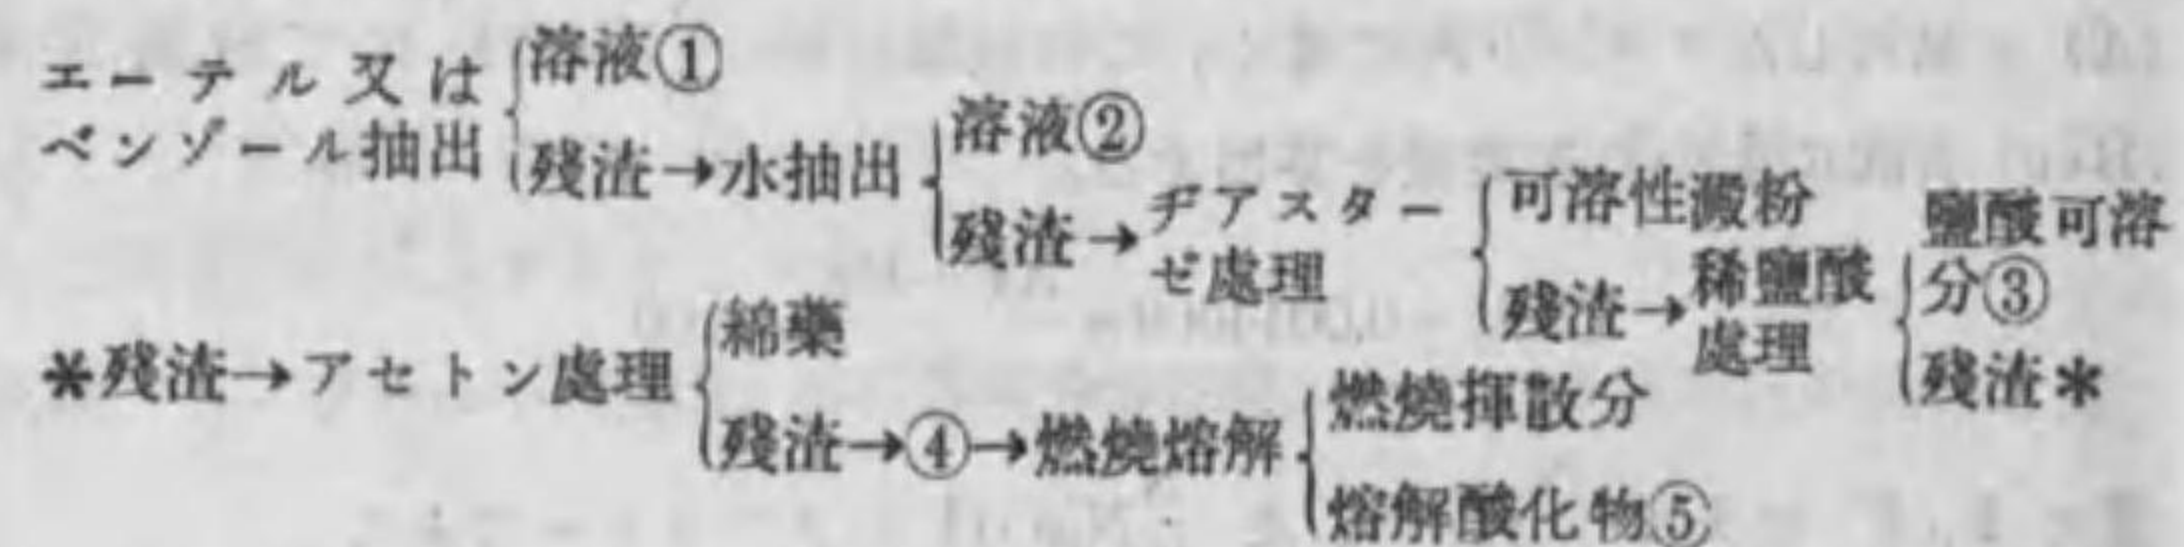 エーテル又は
ベンゾール抽出
溶液①
殘渣→水抽出
溶液②
殘渣→
ヂアスター
ゼ處理
可溶性澱粉
殘渣→
稀鹽酸
處理
鹽酸可溶
分③
殘渣*
*殘渣→アセトン處理
綿藥
殘渣→④→燃燒熔解
燃燒揮散分
熔解酸化物⑤